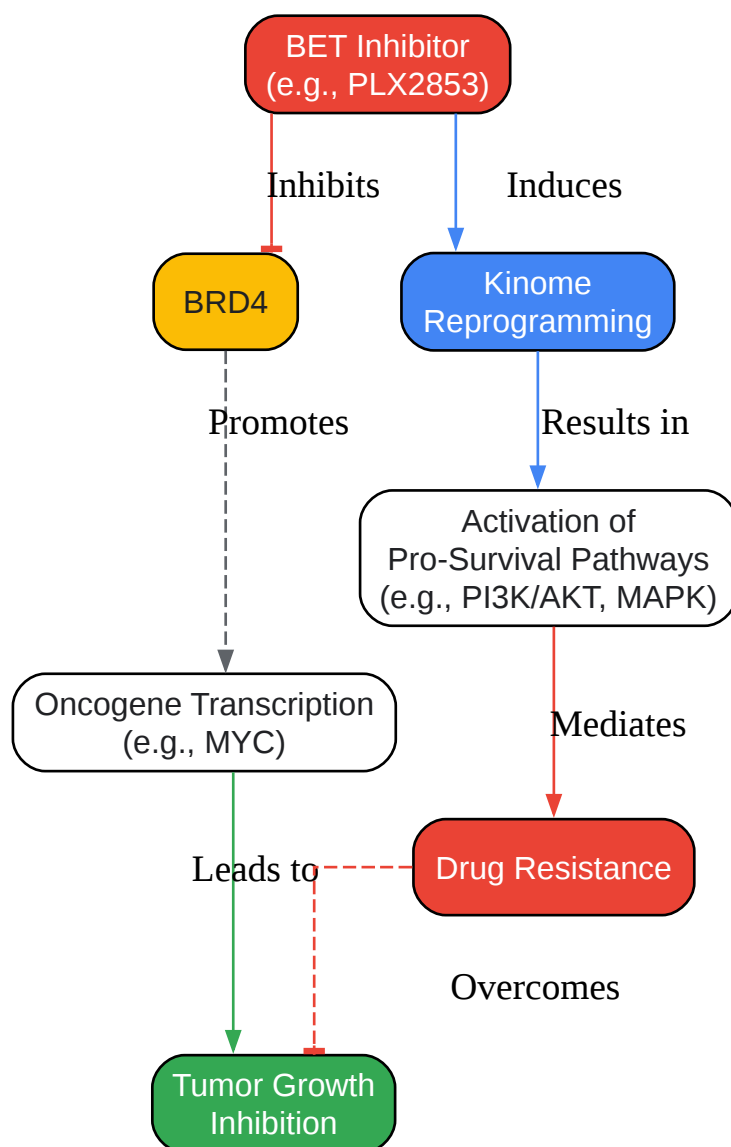 BET Inhibitor
(e.g., PLX2853)
Inhibits
Induces
BRD4
Kinome
Reprogramming
Promotes
Results in
Activation of
Pro-Survival Pathways
(e.g., PI3K/AKT, MAPK)
Oncogene Transcription
(e.g., MYC)
Mediates
Leads to
Drug Resistance
Overcomes
Tumor Growth
Inhibition